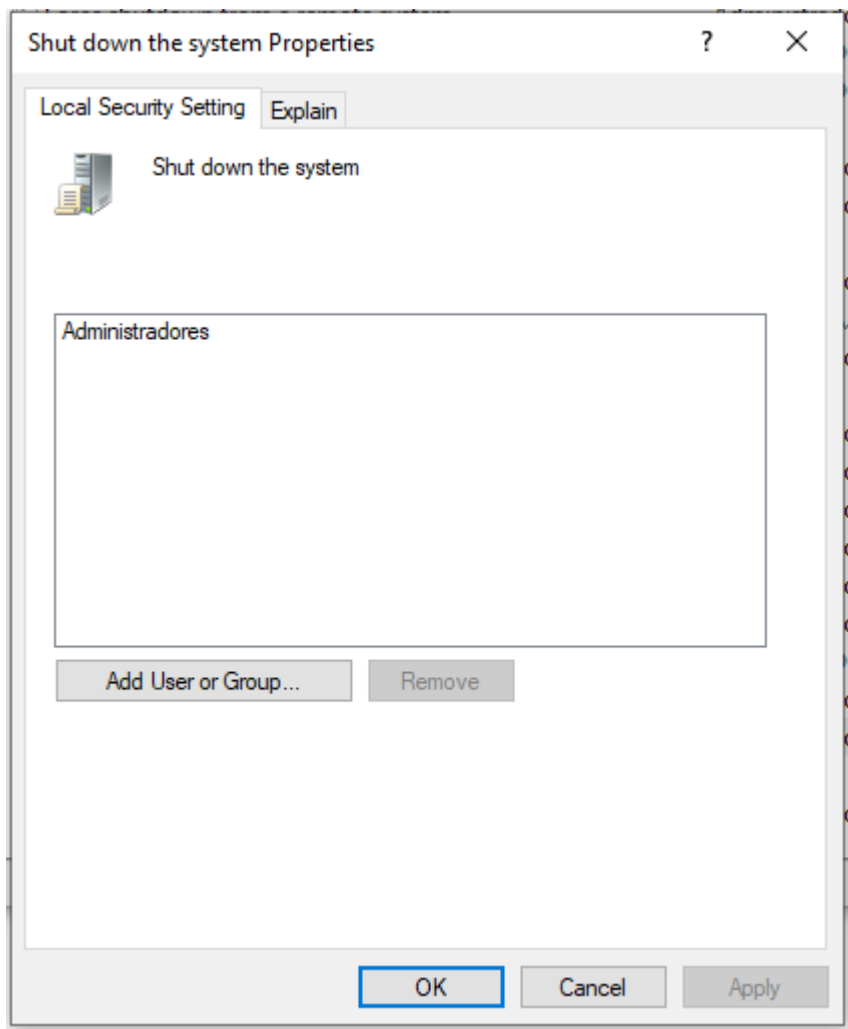 Shut down the system Properties
?
Local Security Setting
Explain
Shut down the system
Administradores
Add User or Group...
Remove
OK
Cancel
Apply